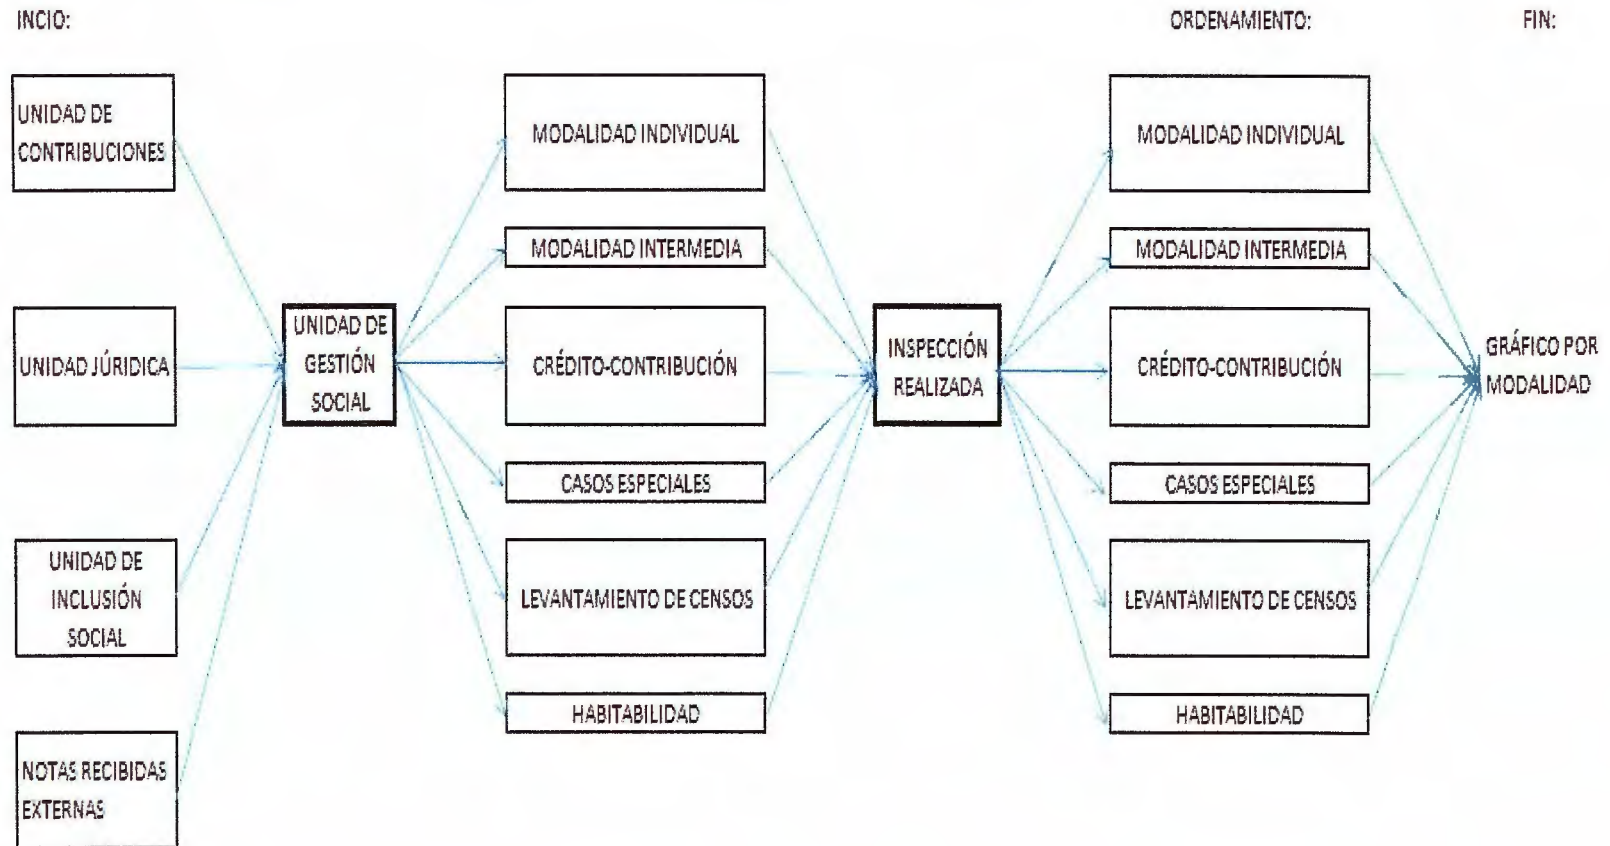 INCIO:
ORDENAMIENTO:
FIN:
UNIDAD DE
CONTRIBUCIONES
UNIDAD JÚRIDICA
UNIDAD DE
INCLUSIÓN
SOCIAL
NOTAS RECIBIDAS
EXTERNAS
UNIDAD DE
GESTIÓN
SOCIAL
MODALIDAD INDIVIDUAL
MODALIDAD INTERMEDIA
CRÉDITO-CONTRIBUCIÓN
CASOS ESPECIALES
LEVANTAMIENTO DE CENSOS
HABITABILIDAD
INSPECCIÓN
REALIZADA
MODALIDAD INDIVIDUAL
MODALIDAD INTERMEDIA
CRÉDITO-CONTRIBUCIÓN
CASOS ESPECIALES
LEVANTAMIENTO DE CENSOS
HABITABILIDAD
GRÁFICO POR
MODALIDAD